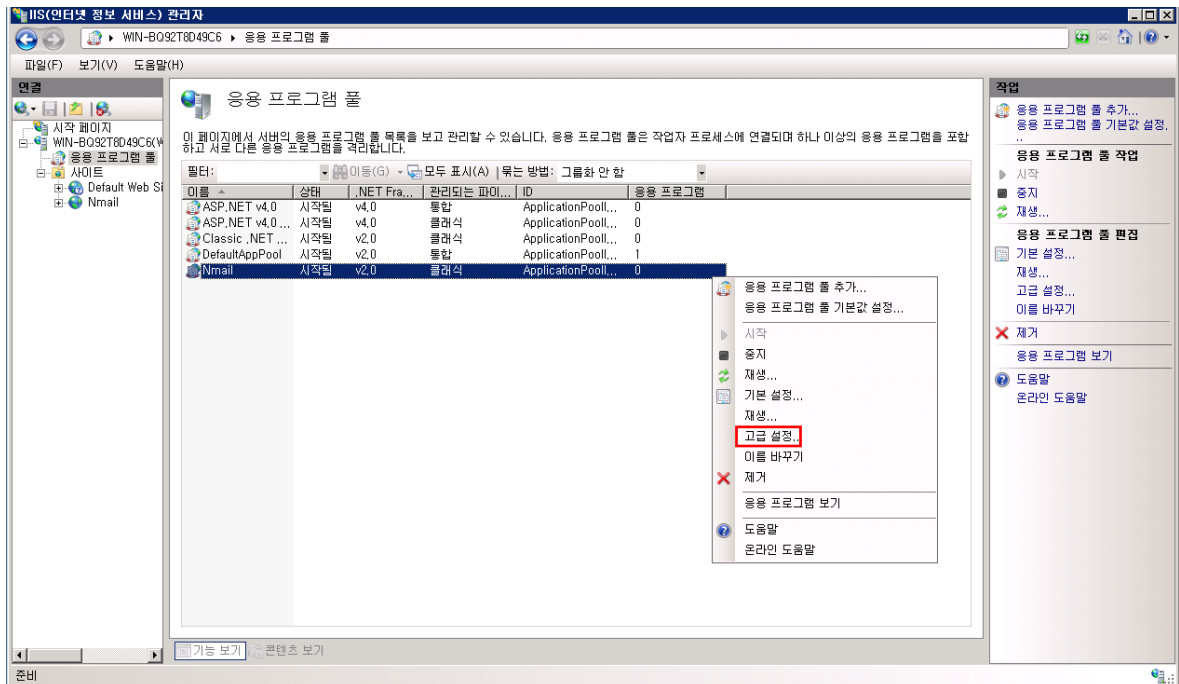 IIS(인터넷 정보 서비스) 관리자
WIN-BQ92T8D49C6 ▸ 응용 프로그램 풀
파일(F) 보기(V) 도움말(H)
연결
시작 페이지
WIN-BQ92T8D49C6(W
응용 프로그램 풀
사이트
Default Web Si
Nmail
응용 프로그램 풀
이 페이지에서 서버의 응용 프로그램 풀 목록을 보고 관리할 수 있습니다. 응용 프로그램 풀은 작업자 프로세스에 연결되며 하나 이상의 응용 프로그램을 포함
하고 서로 다른 응용 프로그램을 격리합니다.
필터: 이동(G) 모두 표시(A) 묶는 방법: 그룹화 안 함
이름 상태 .NET Fra... 관리되는 파이... ID 응용 프로그램
ASP.NET v4.0 시작됨 v4.0 통합 ApplicationPoolI... 0
ASP.NET v4.0 ... 시작됨 v4.0 클래식 ApplicationPoolI... 0
Classic .NET ... 시작됨 v2.0 클래식 ApplicationPoolI... 0
DefaultAppPool 시작됨 v2.0 통합 ApplicationPoolI... 1
Nmail 시작됨 v2.0 클래식 ApplicationPoolI... 0
응용 프로그램 풀 추가...
응용 프로그램 풀 기본값 설정...
시작
중지
재생...
기본 설정...
재생...
고급 설정...
이름 바꾸기
제거
응용 프로그램 보기
도움말
온라인 도움말
기능 보기 콘텐츠 보기
작업
응용 프로그램 풀 추가...
응용 프로그램 풀 기본값 설정.
..
응용 프로그램 풀 작업
시작
중지
재생...
응용 프로그램 풀 편집
기본 설정...
재생...
고급 설정...
이름 바꾸기
제거
응용 프로그램 보기
도움말
온라인 도움말
준비